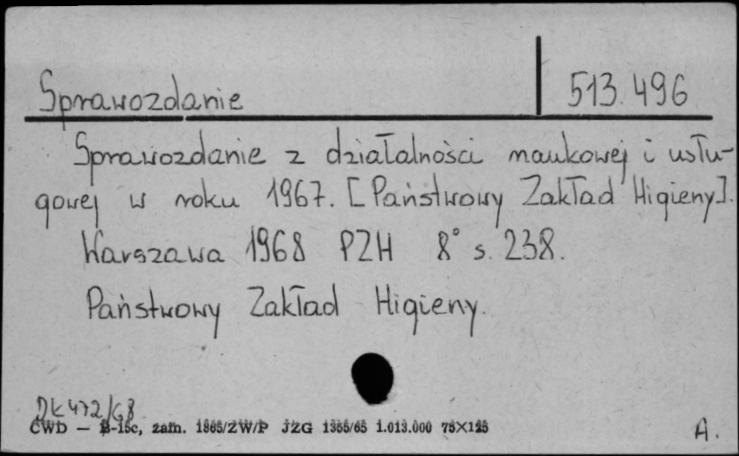 Sprawozdanie 513.496
Sprawozdanie z działalności naukowej i usłu-
gowej w roku 1967. [Państwowy Zakład Higieny].
Warszawa 1968 PZH 8° s. 238.
Państwowy Zakład Higieny.
DK 472/68
CWD — B-15c, zam. 1865/ZW/P JZG 1355/65 1.013.000 75×125
A.